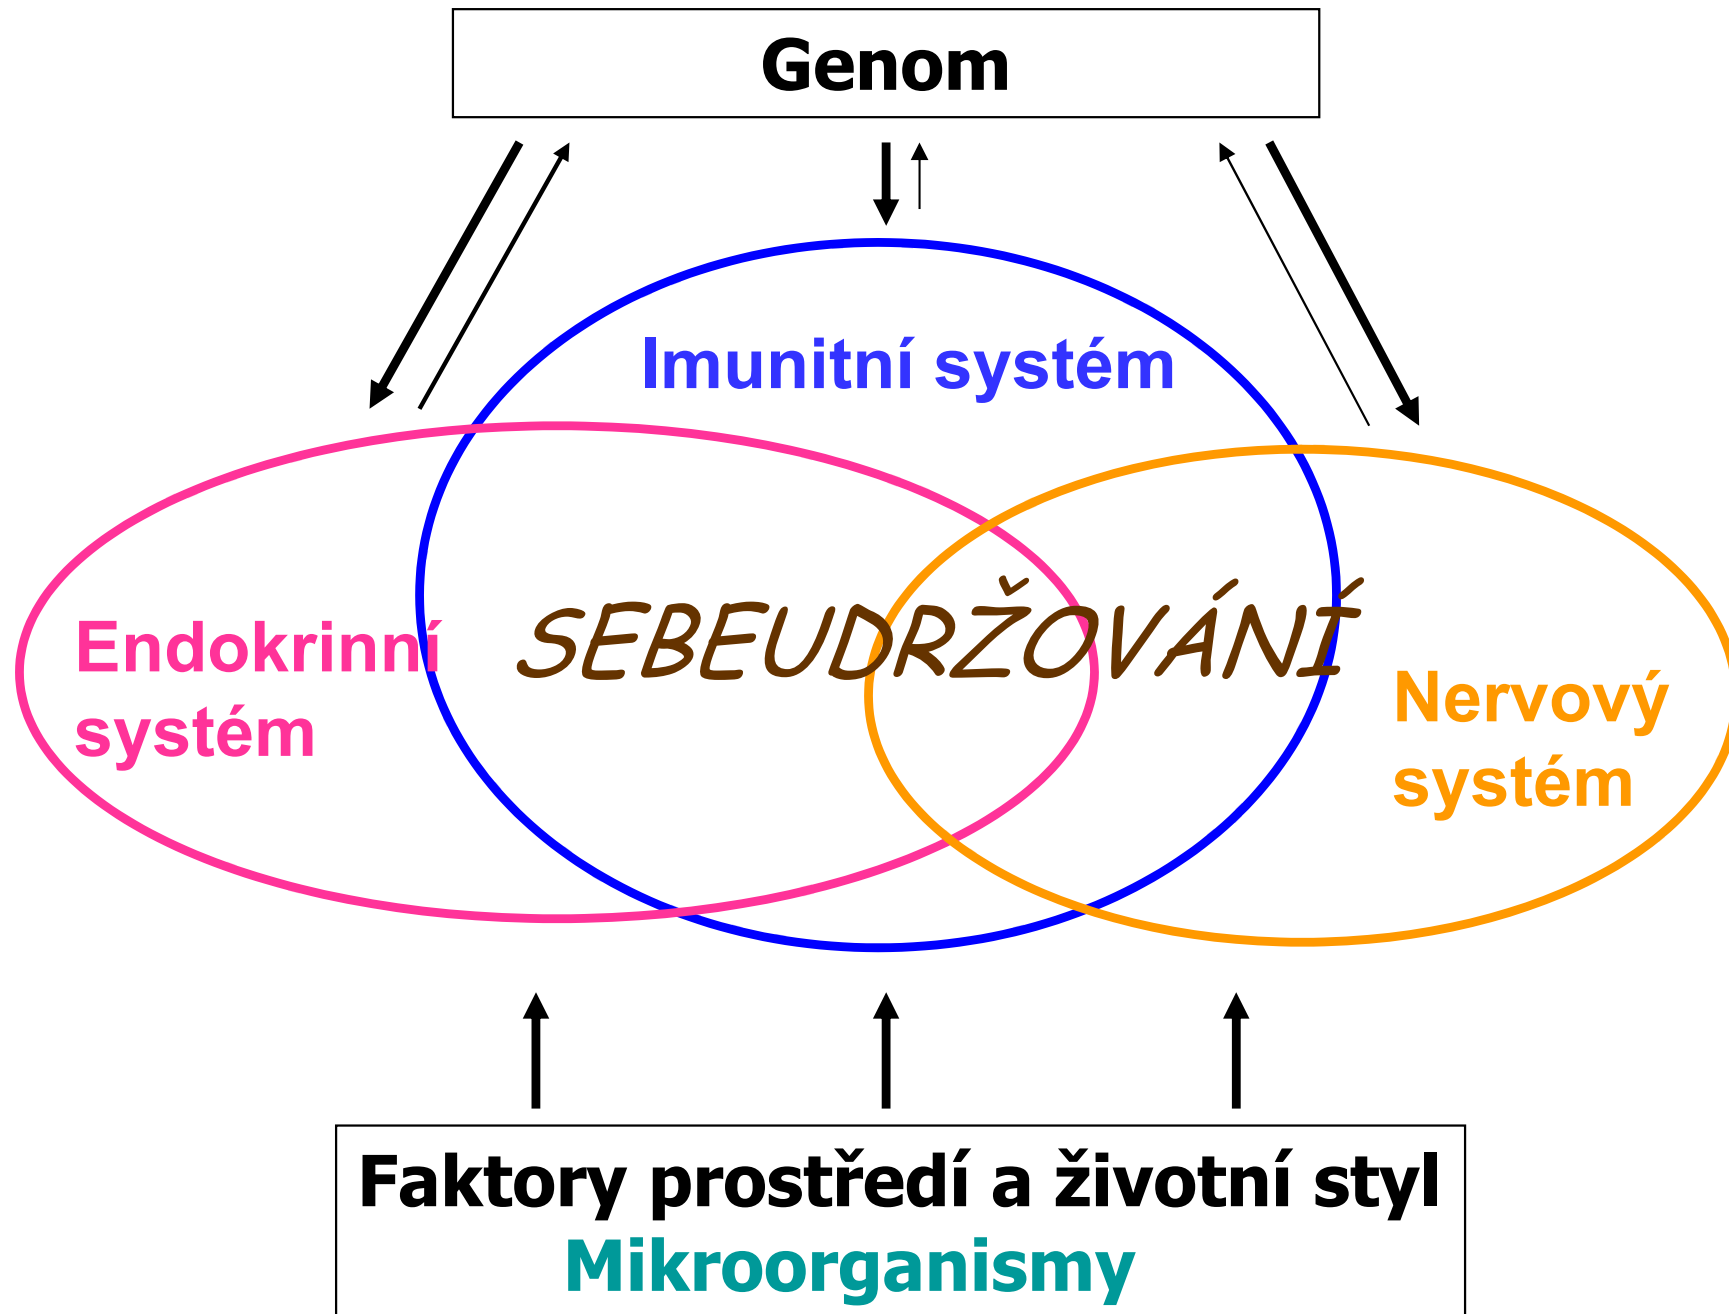 Genom
Imunitní systém
Endokrinní
systém
SEBEUDRŽOVÁNÍ
Nervový
systém
Faktory prostředí a životní styl
Mikroorganismy